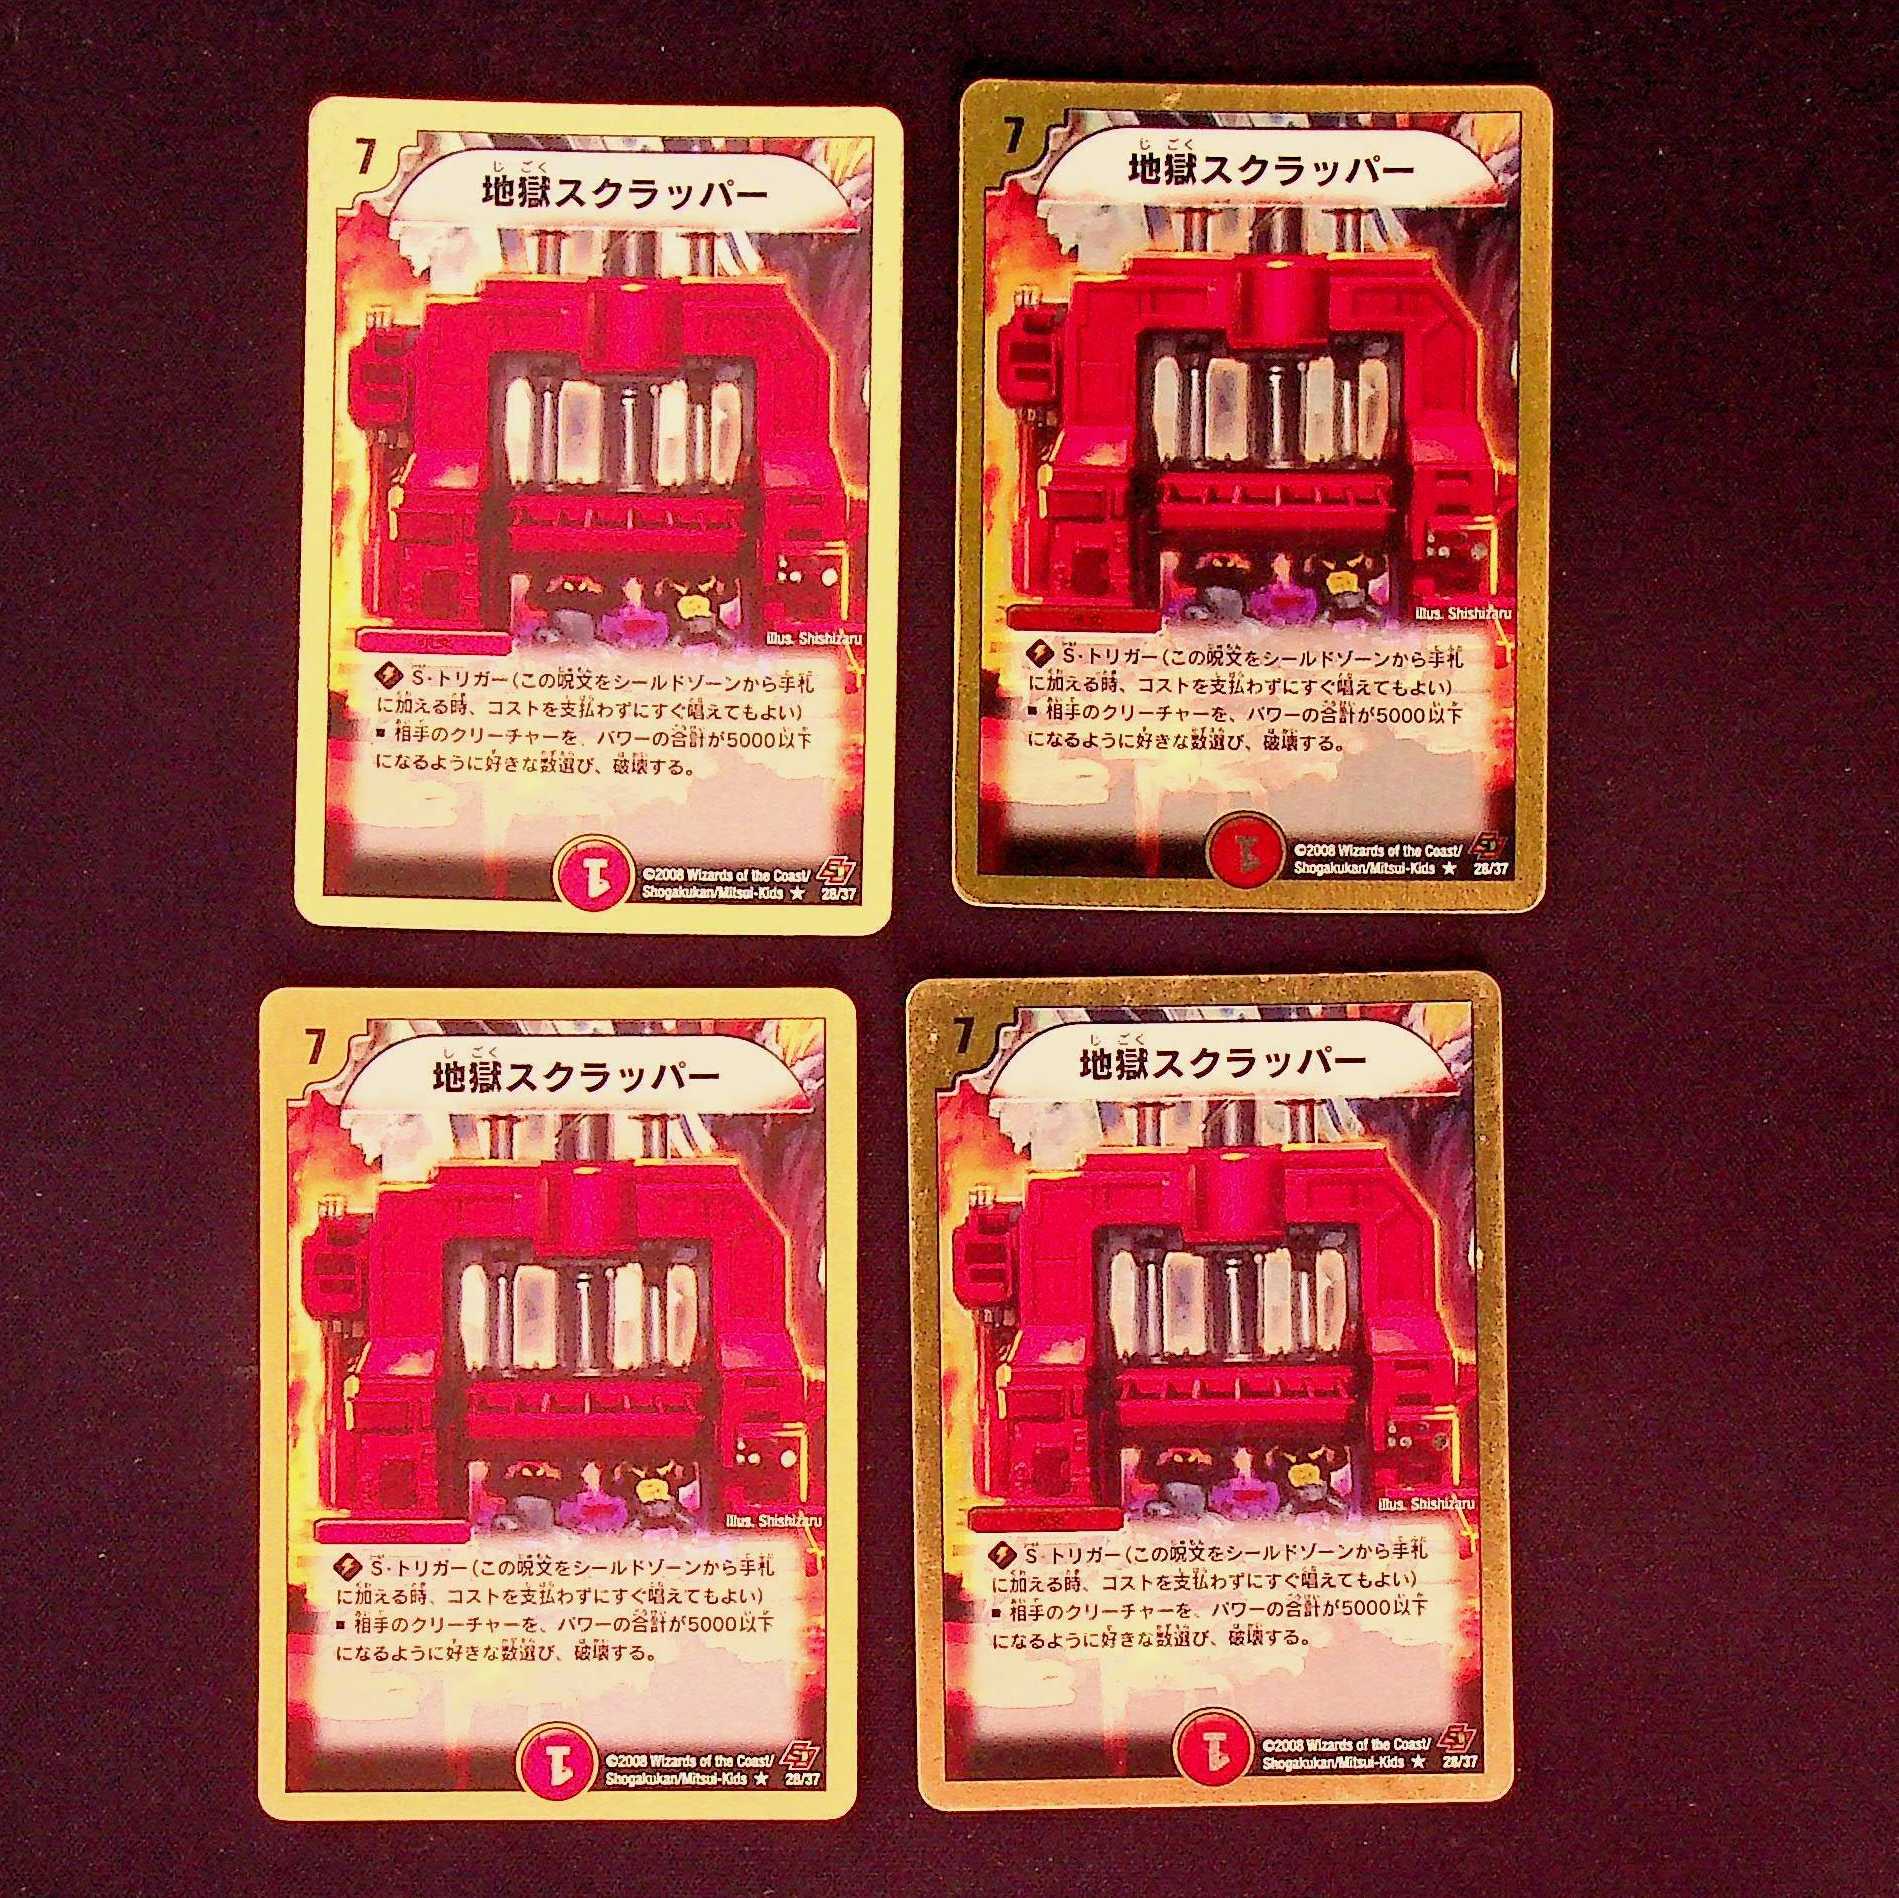 7
じごく
地獄スクラッパー
illus. Shishizaru
S・トリガー(この呪文をシールドゾーンから手札
に加える時、コストを支払わずにすぐ唱えてもよい)
■ 相手のクリーチャーを、パワーの合計が5000以下
になるように好きな数選び、破壊する。
1
©2008 Wizards of the Coast/
Shogakukan/Mitsui-Kids ★ 28/37
7
じごく
地獄スクラッパー
illus. Shishizaru
S・トリガー(この呪文をシールドゾーンから手札
に加える時、コストを支払わずにすぐ唱えてもよい)
■ 相手のクリーチャーを、パワーの合計が5000以下
になるように好きな数選び、破壊する。
1
©2008 Wizards of the Coast/
Shogakukan/Mitsui-Kids ★ 28/37
7
じごく
地獄スクラッパー
illus. Shishizaru
S・トリガー(この呪文をシールドゾーンから手札
に加える時、コストを支払わずにすぐ唱えてもよい)
■ 相手のクリーチャーを、パワーの合計が5000以下
になるように好きな数選び、破壊する。
1
©2008 Wizards of the Coast/
Shogakukan/Mitsui-Kids ★ 28/37
7
じごく
地獄スクラッパー
illus. Shishizaru
S・トリガー(この呪文をシールドゾーンから手札
に加える時、コストを支払わずにすぐ唱えてもよい)
■ 相手のクリーチャーを、パワーの合計が5000以下
になるように好きな数選び、破壊する。
1
©2008 Wizards of the Coast/
Shogakukan/Mitsui-Kids ★ 28/37